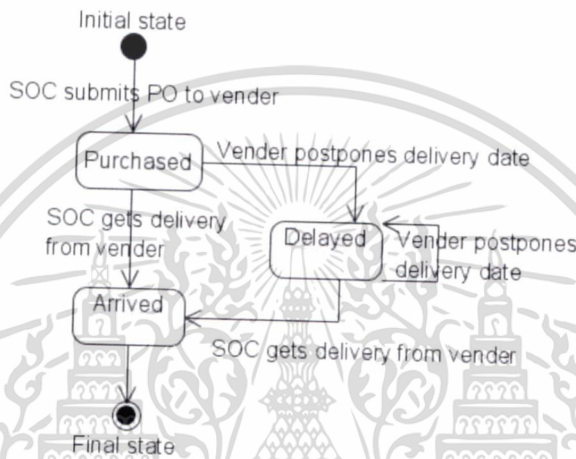 Initial state
SOC submits PO to vender
Purchased
Vender postpones delivery date
SOC gets delivery
from vender
Delayed
Vender postpones
delivery date
Arrived
SOC gets delivery from vender
Final state